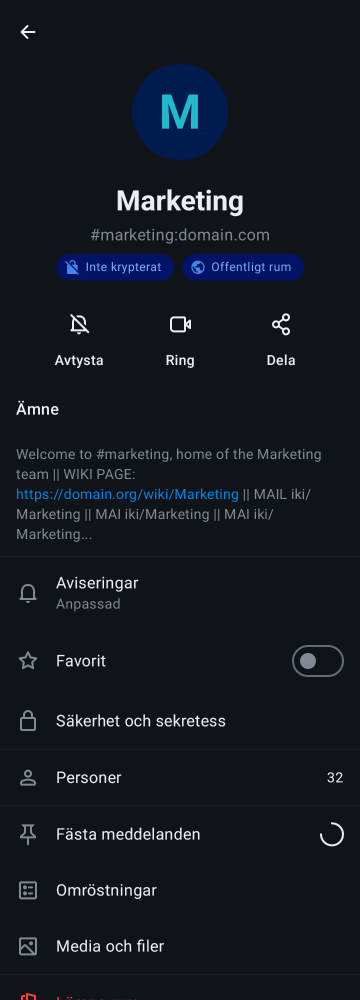 M
Marketing
#marketing:domain.com
Inte krypterat
Offentligt rum
Avtysta
Ring
Dela
Ämne
Welcome to #marketing, home of the Marketing
team || WIKI PAGE:
https://domain.org/wiki/Marketing || MAIL iki/
Marketing || MAI iki/Marketing || MAI iki/
Marketing...
Aviseringar
Anpassad
Favorit
Säkerhet och sekretess
Personer 32
Fästa meddelanden
Omröstningar
Media och filer